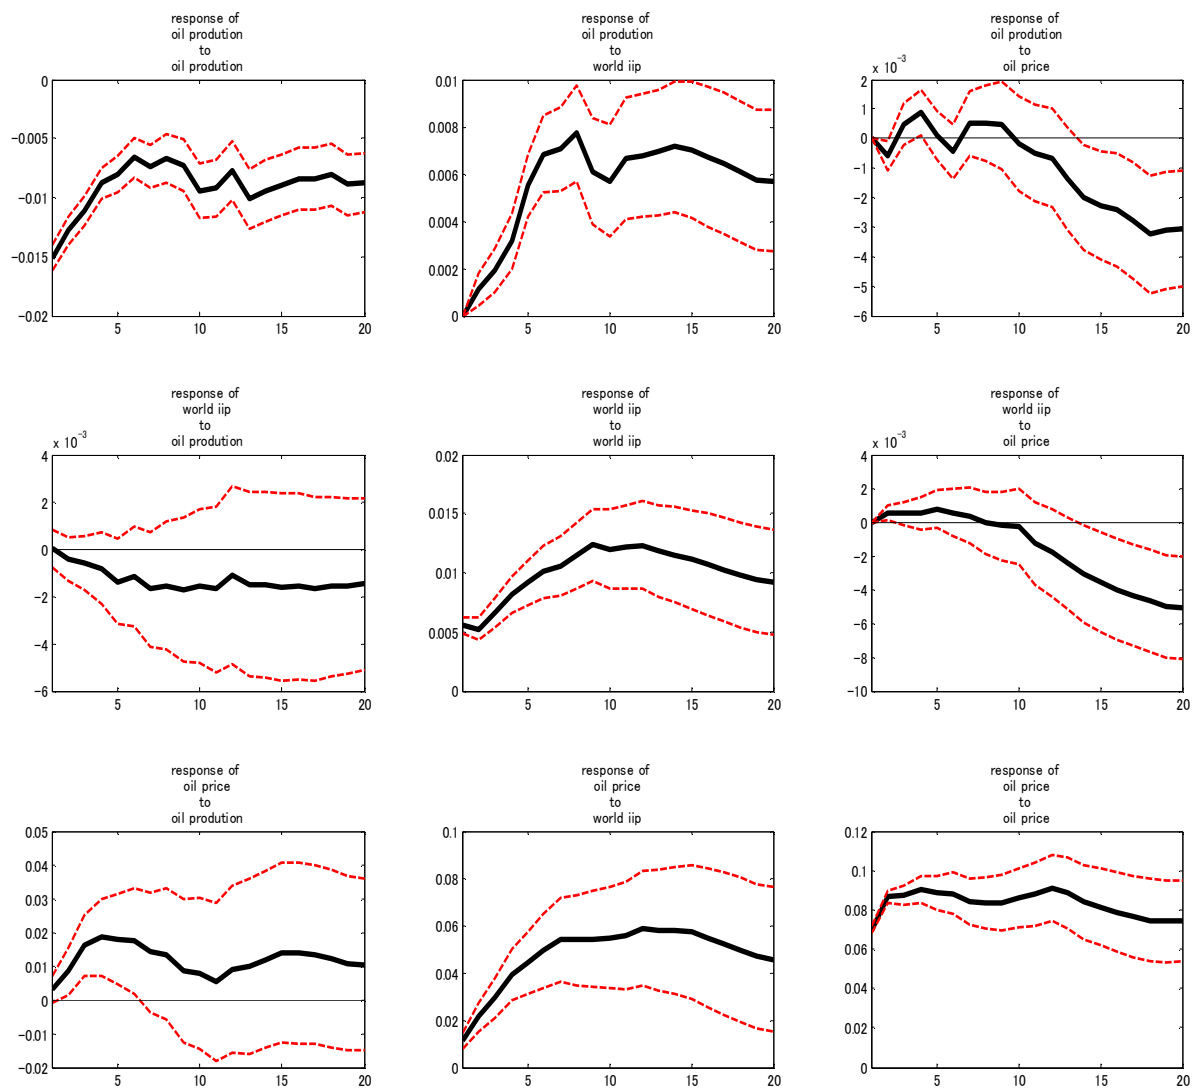 response of
oil prodution
to
oil prodution
0
-0.005
-0.01
-0.015
-0.02
5 10 15 20
response of
oil prodution
to
world iip
0.01
0.008
0.006
0.004
0.002
0
5 10 15 20
response of
oil prodution
to
oil price
x 10^-3
2
1
0
-1
-2
-3
-4
-5
-6
5 10 15 20
response of
world iip
to
oil prodution
x 10^-3
4
2
0
-2
-4
-6
5 10 15 20
response of
world iip
to
world iip
0.02
0.015
0.01
0.005
0
5 10 15 20
response of
world iip
to
oil price
x 10^-3
4
2
0
-2
-4
-6
-8
-10
5 10 15 20
response of
oil price
to
oil prodution
0.05
0.04
0.03
0.02
0.01
0
-0.01
-0.02
5 10 15 20
response of
oil price
to
world iip
0.1
0.08
0.06
0.04
0.02
0
5 10 15 20
response of
oil price
to
oil price
0.12
0.1
0.08
0.06
0.04
0.02
0
5 10 15 20